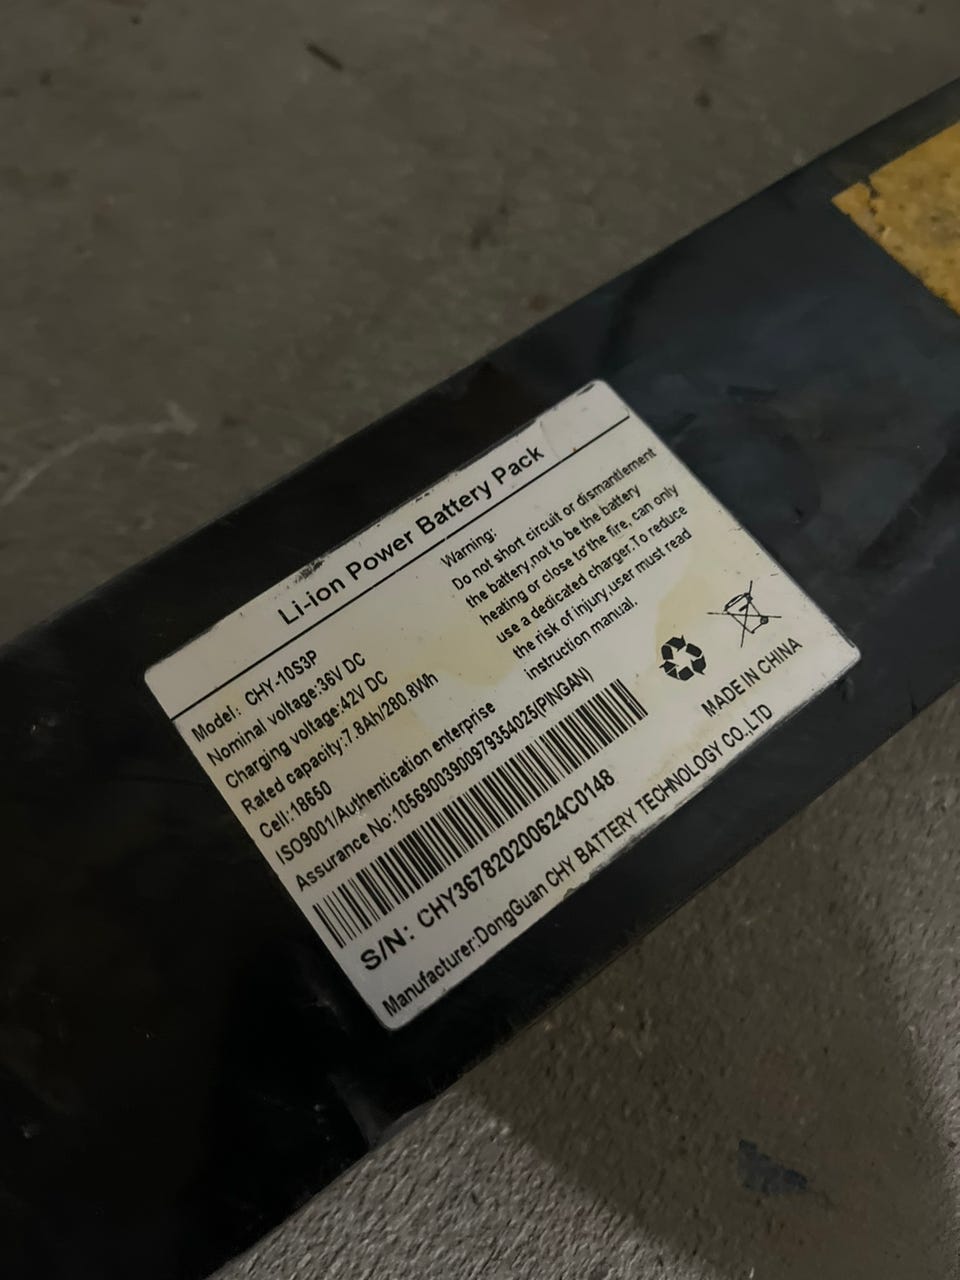 Li-ion Power Battery Pack
Model: CHY-10S3P
Nominal voltage:36V DC
Charging voltage:42V DC
Rated capacity:7.8Ah/280.8Wh
Cell:18650
ISO9001/Authentication enterprise
Assurance No:10569003900979354025(PINGAN)
Warning:
Do not short circuit or dismantlement
the battery,not to be the battery
heating or close to the fire, can only
use a dedicated charger.To reduce
the risk of injury,user must read
instruction manual.
S/N: CHY367820200624C0148
MADE IN CHINA
Manufacturer:DongGuan CHY BATTERY TECHNOLOGY CO.,LTD